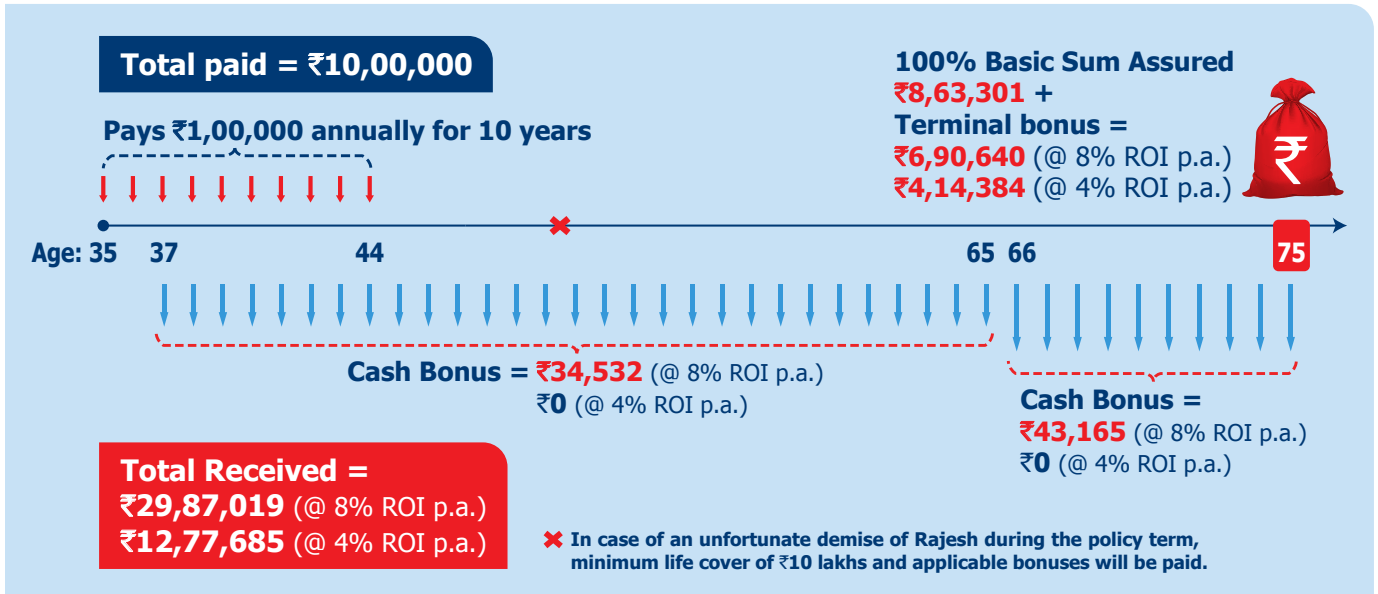 Total paid = ₹10,00,000
Pays ₹1,00,000 annually for 10 years
100% Basic Sum Assured
₹8,63,301 +
Terminal bonus =
₹6,90,640 (@ 8% ROI p.a.)
₹4,14,384 (@ 4% ROI p.a.)
₹
Age: 35 37 44 65 66 75
Cash Bonus = ₹34,532 (@ 8% ROI p.a.)
₹0 (@ 4% ROI p.a.)
Cash Bonus =
₹43,165 (@ 8% ROI p.a.)
₹0 (@ 4% ROI p.a.)
Total Received =
₹29,87,019 (@ 8% ROI p.a.)
₹12,77,685 (@ 4% ROI p.a.)
✖ In case of an unfortunate demise of Rajesh during the policy term,
minimum life cover of ₹10 lakhs and applicable bonuses will be paid.